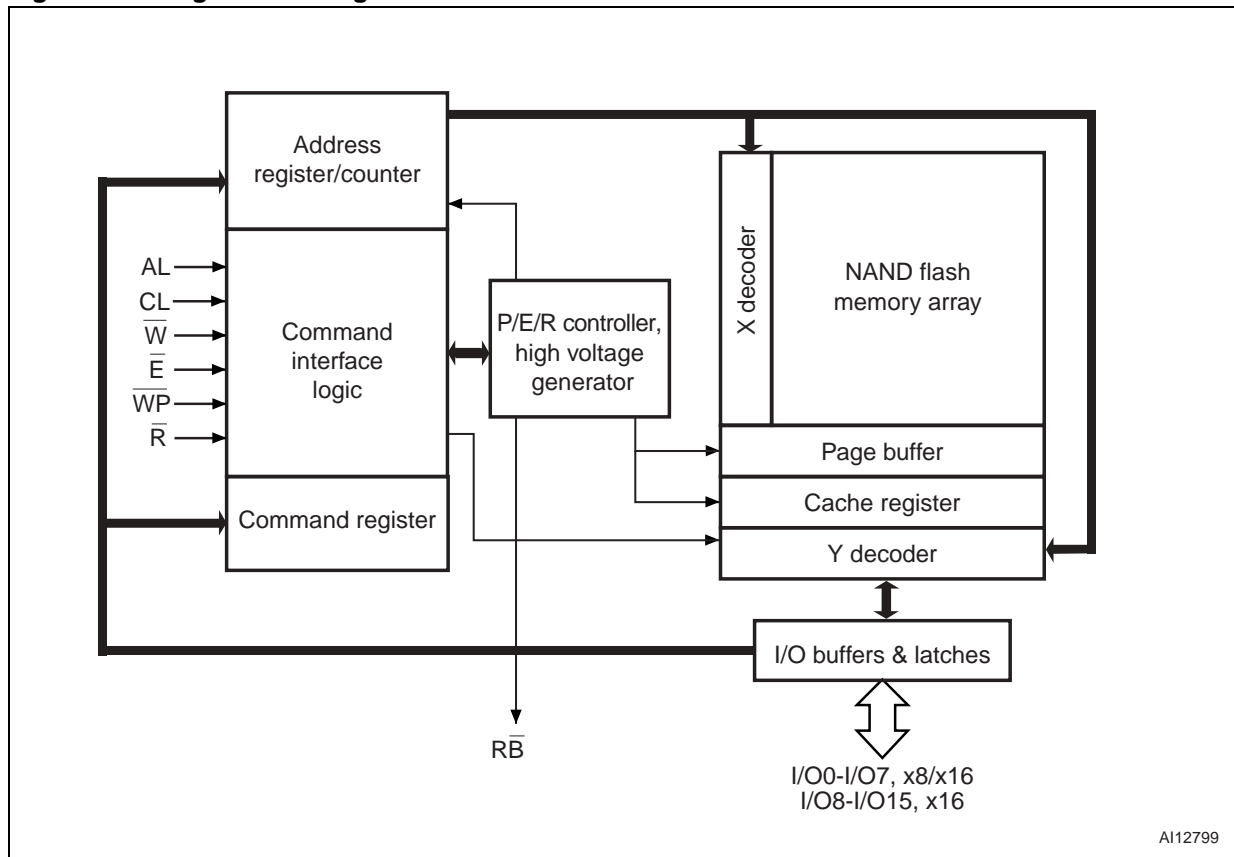 Address
register/counter
AL
CL
W̅
E̅
W̅P̅
R̅
Command
interface
logic
Command register
P/E/R controller,
high voltage
generator
RB̅
X decoder
NAND flash
memory array
Page buffer
Cache register
Y decoder
I/O buffers & latches
I/O0-I/O7, x8/x16
I/O8-I/O15, x16
AI12799